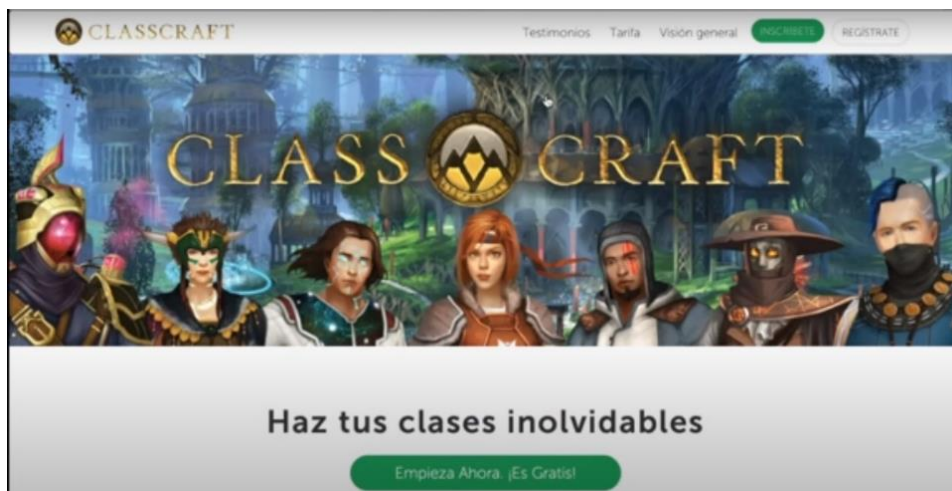 CLASSCRAFT
Testimonios Tarifa Visión general INSCRÍBETE REGÍSTRATE
CLASS CRAFT
Haz tus clases inolvidables
Empieza Ahora. ¡Es Gratis!